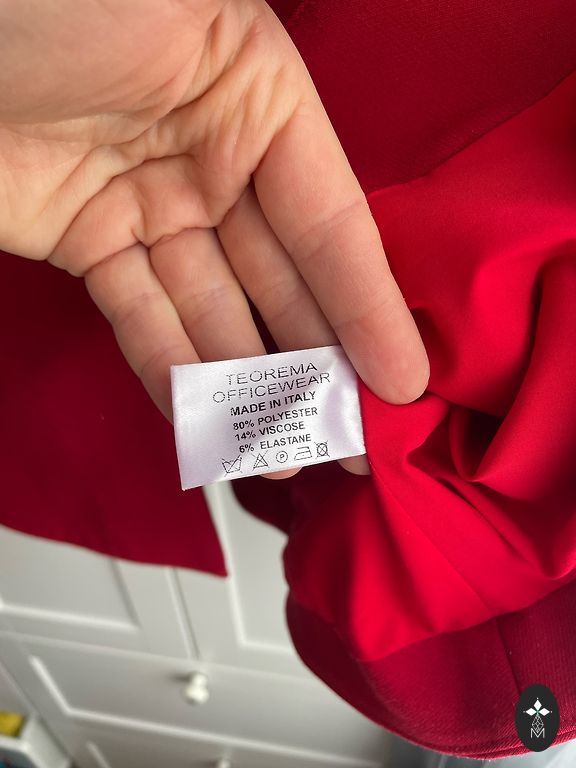 TEOREMA
OFFICEWEAR
MADE IN ITALY
80% POLYESTER
14% VISCOSE
6% ELASTANE
P
M